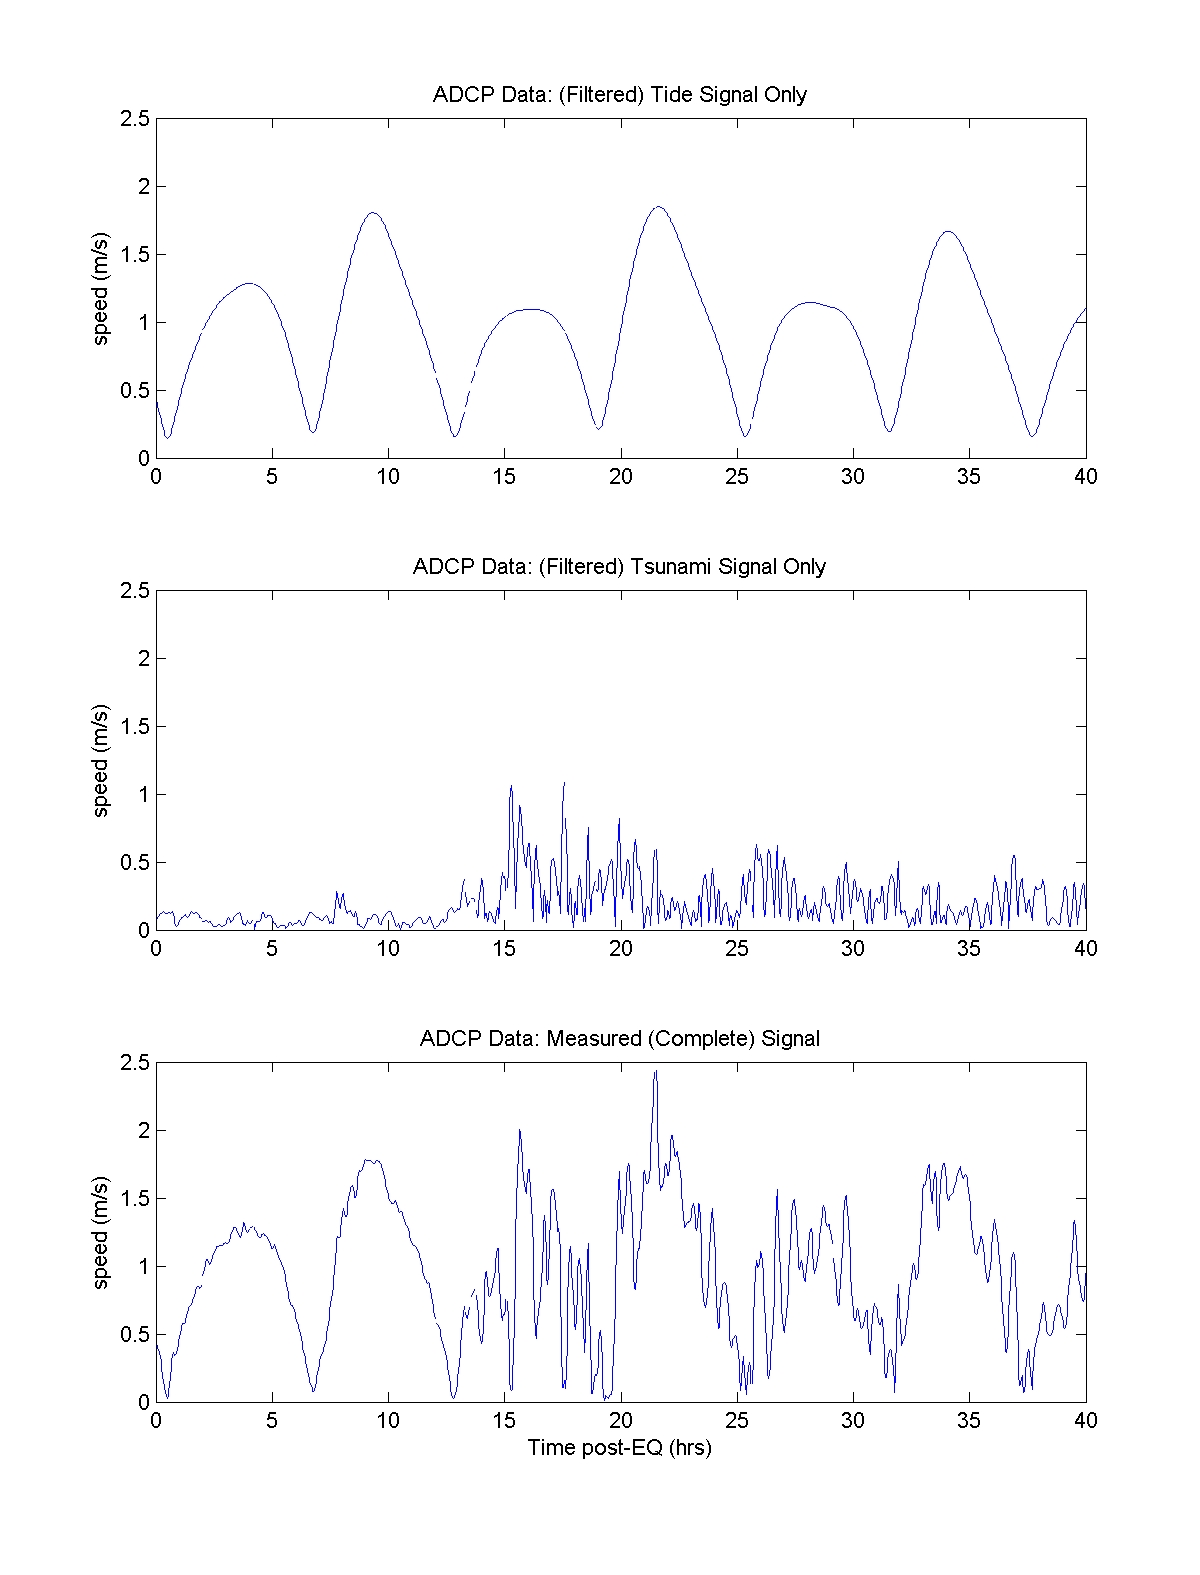 ADCP Data: (Filtered) Tide Signal Only
2.5
2
1.5
1
0.5
0
speed (m/s)
0 5 10 15 20 25 30 35 40
ADCP Data: (Filtered) Tsunami Signal Only
2.5
2
1.5
1
0.5
0
speed (m/s)
0 5 10 15 20 25 30 35 40
ADCP Data: Measured (Complete) Signal
2.5
2
1.5
1
0.5
0
speed (m/s)
0 5 10 15 20 25 30 35 40
Time post-EQ (hrs)